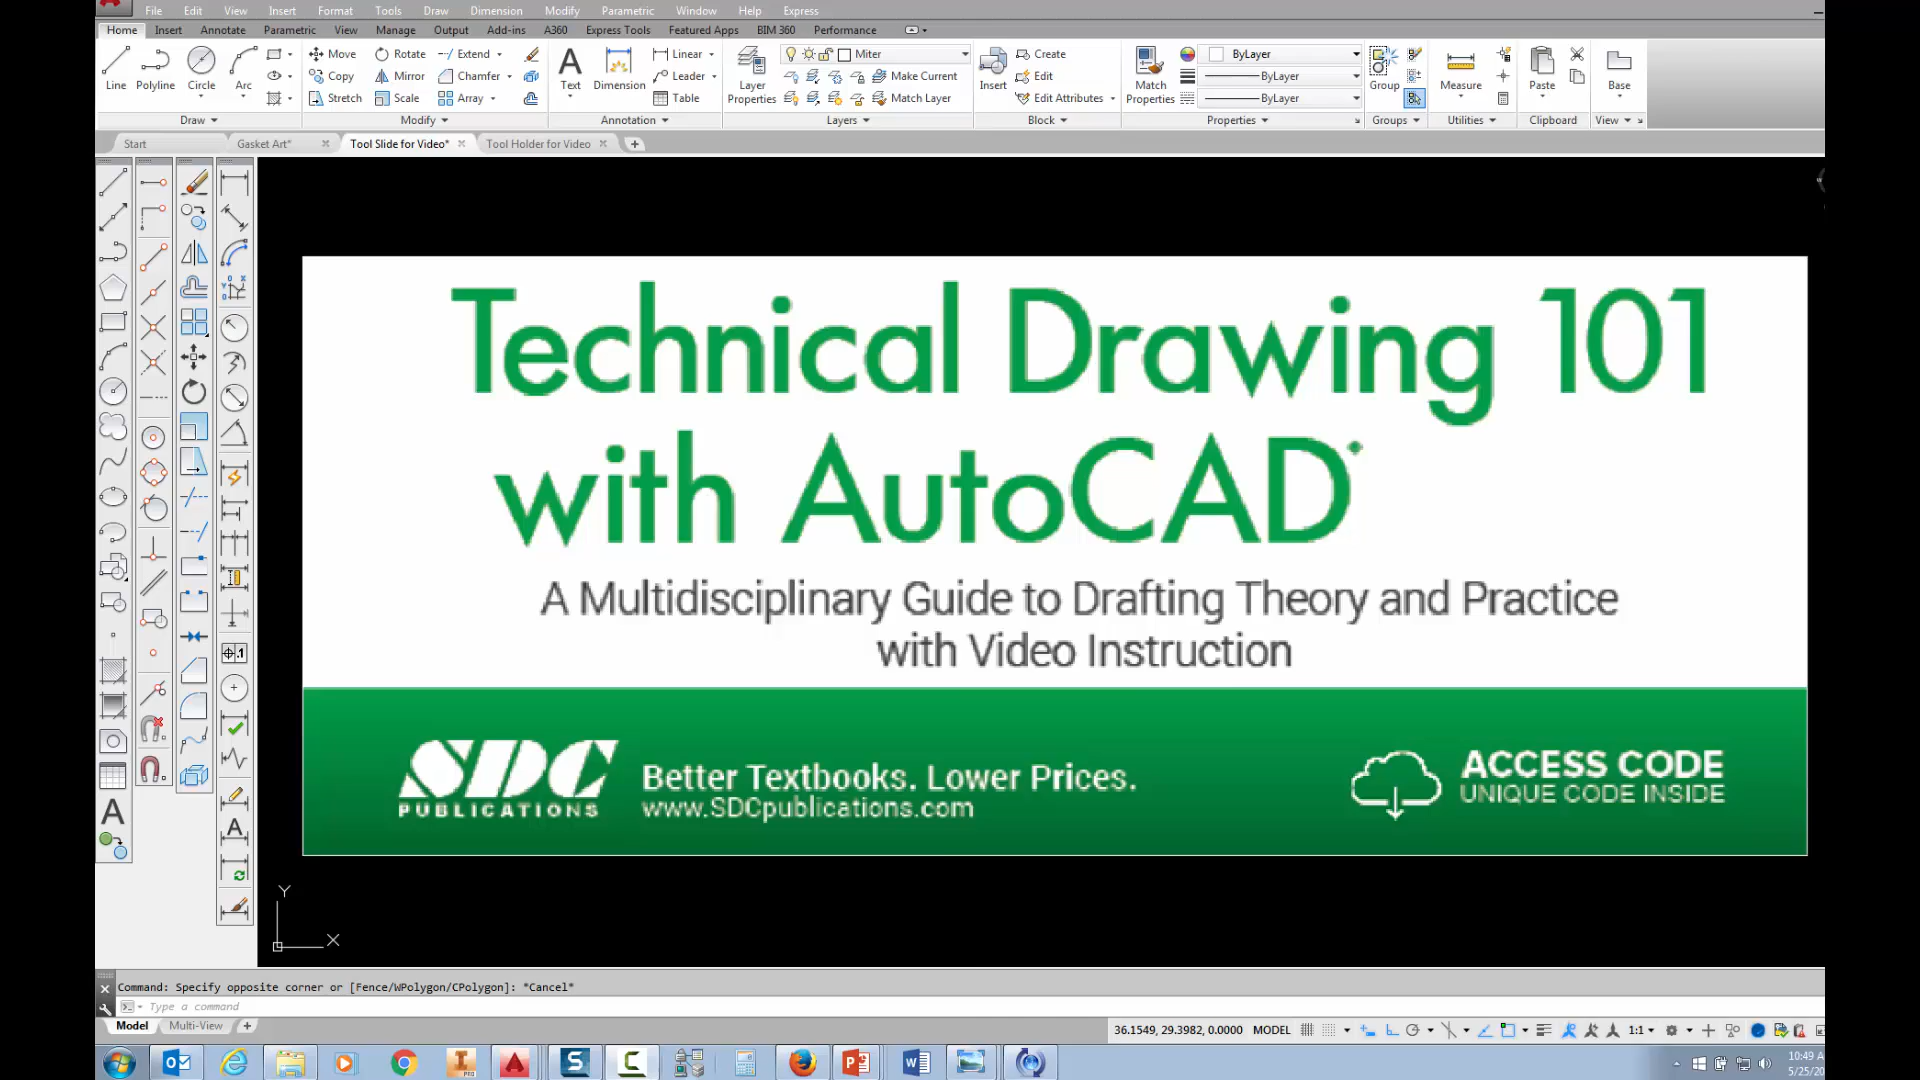 File Edit View Insert Format Tools Draw Dimension Modify Parametric Window Help Express
Home Insert Annotate Parametric View Manage Output Add-ins A360 Express Tools Featured Apps BIM 360 Performance
Line Polyline Circle Arc
Move Rotate Extend
Copy Mirror Chamfer
Stretch Scale Array
Text Dimension
Linear
Leader
Table
Layer Properties
Miter
Make Current
Match Layer
Insert
Create
Edit
Edit Attributes
Match Properties
ByLayer
ByLayer
ByLayer
Group
Measure
Paste
Base
Draw Modify Annotation Layers Block Properties Groups Utilities Clipboard View
Start Gasket Art* Tool Slide for Video* Tool Holder for Video
Technical Drawing 101
with AutoCAD
A Multidisciplinary Guide to Drafting Theory and Practice
with Video Instruction
SDC
PUBLICATIONS
Better Textbooks. Lower Prices.
www.SDCpublications.com
ACCESS CODE
UNIQUE CODE INSIDE
Y
X
Command: Specify opposite corner or [Fence/WPolygon/CPolygon]: *Cancel*
Type a command
Model Multi-View
36.1549, 29.3982, 0.0000 MODEL 1:1
10:49 A
5/25/20